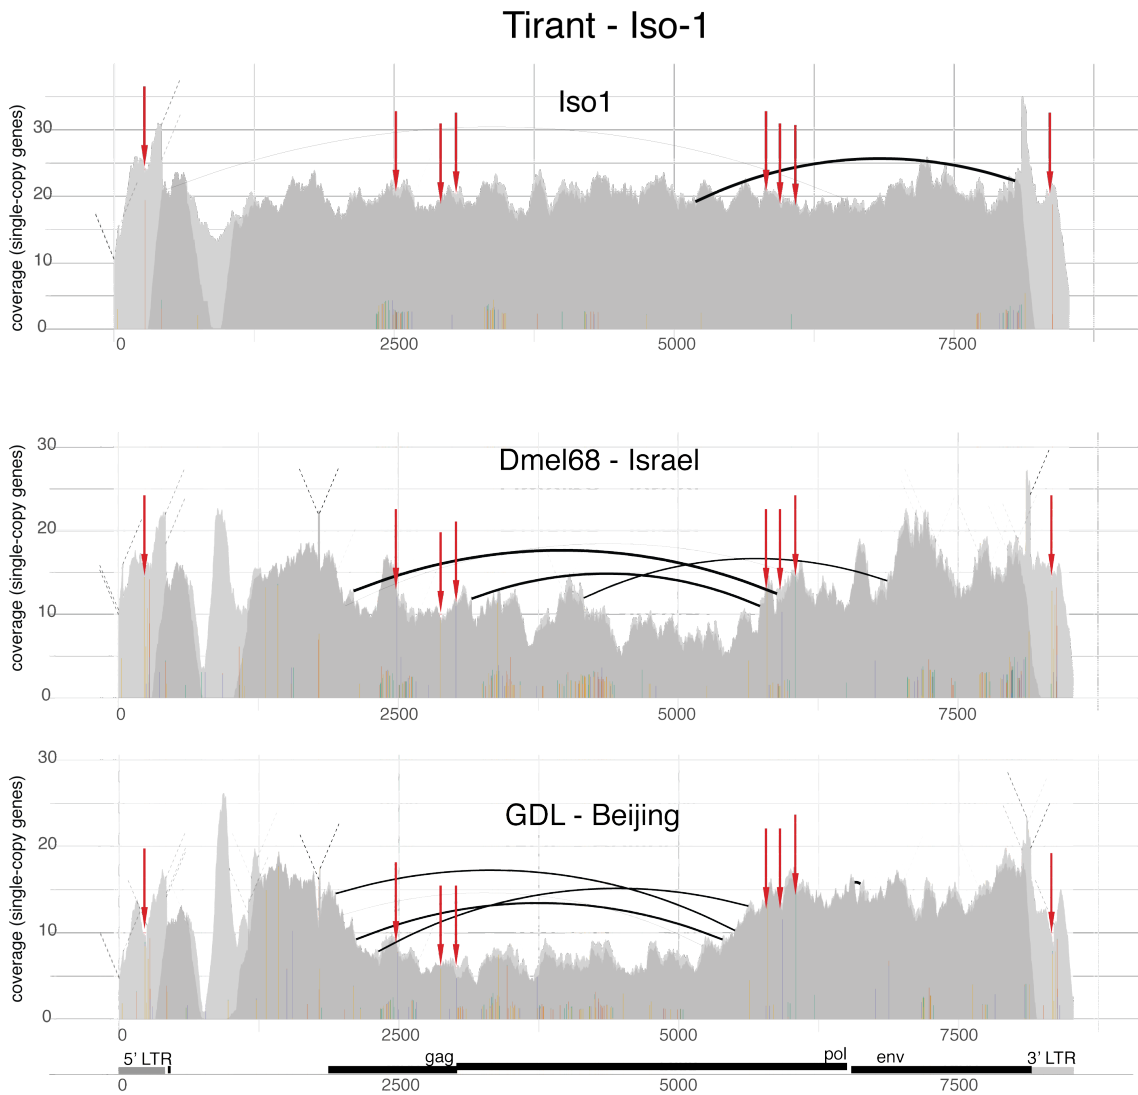 Tirant - Iso-1
Iso1
coverage (single-copy genes)
30
20
10
0
0 2500 5000 7500
Dmel68 - Israel
coverage (single-copy genes)
30
20
10
0
0 2500 5000 7500
GDL - Beijing
coverage (single-copy genes)
30
20
10
0
0 2500 5000 7500
5' LTR gag pol env 3' LTR
0 2500 5000 7500